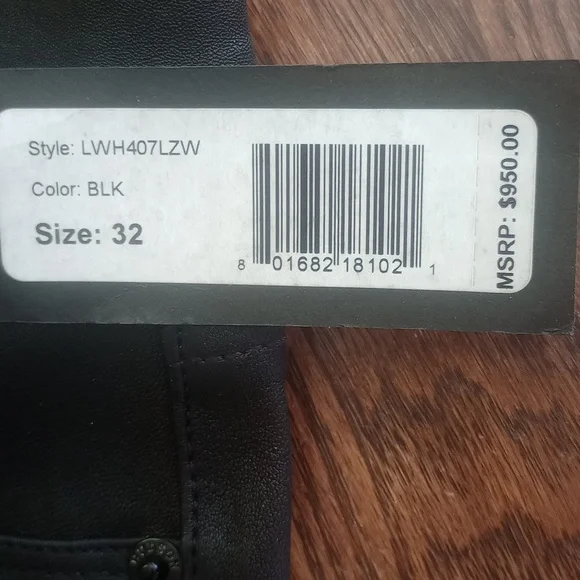 Style: LWH407LZW
Color: BLK
Size: 32
8 01682 18102 1
MSRP: $950.00